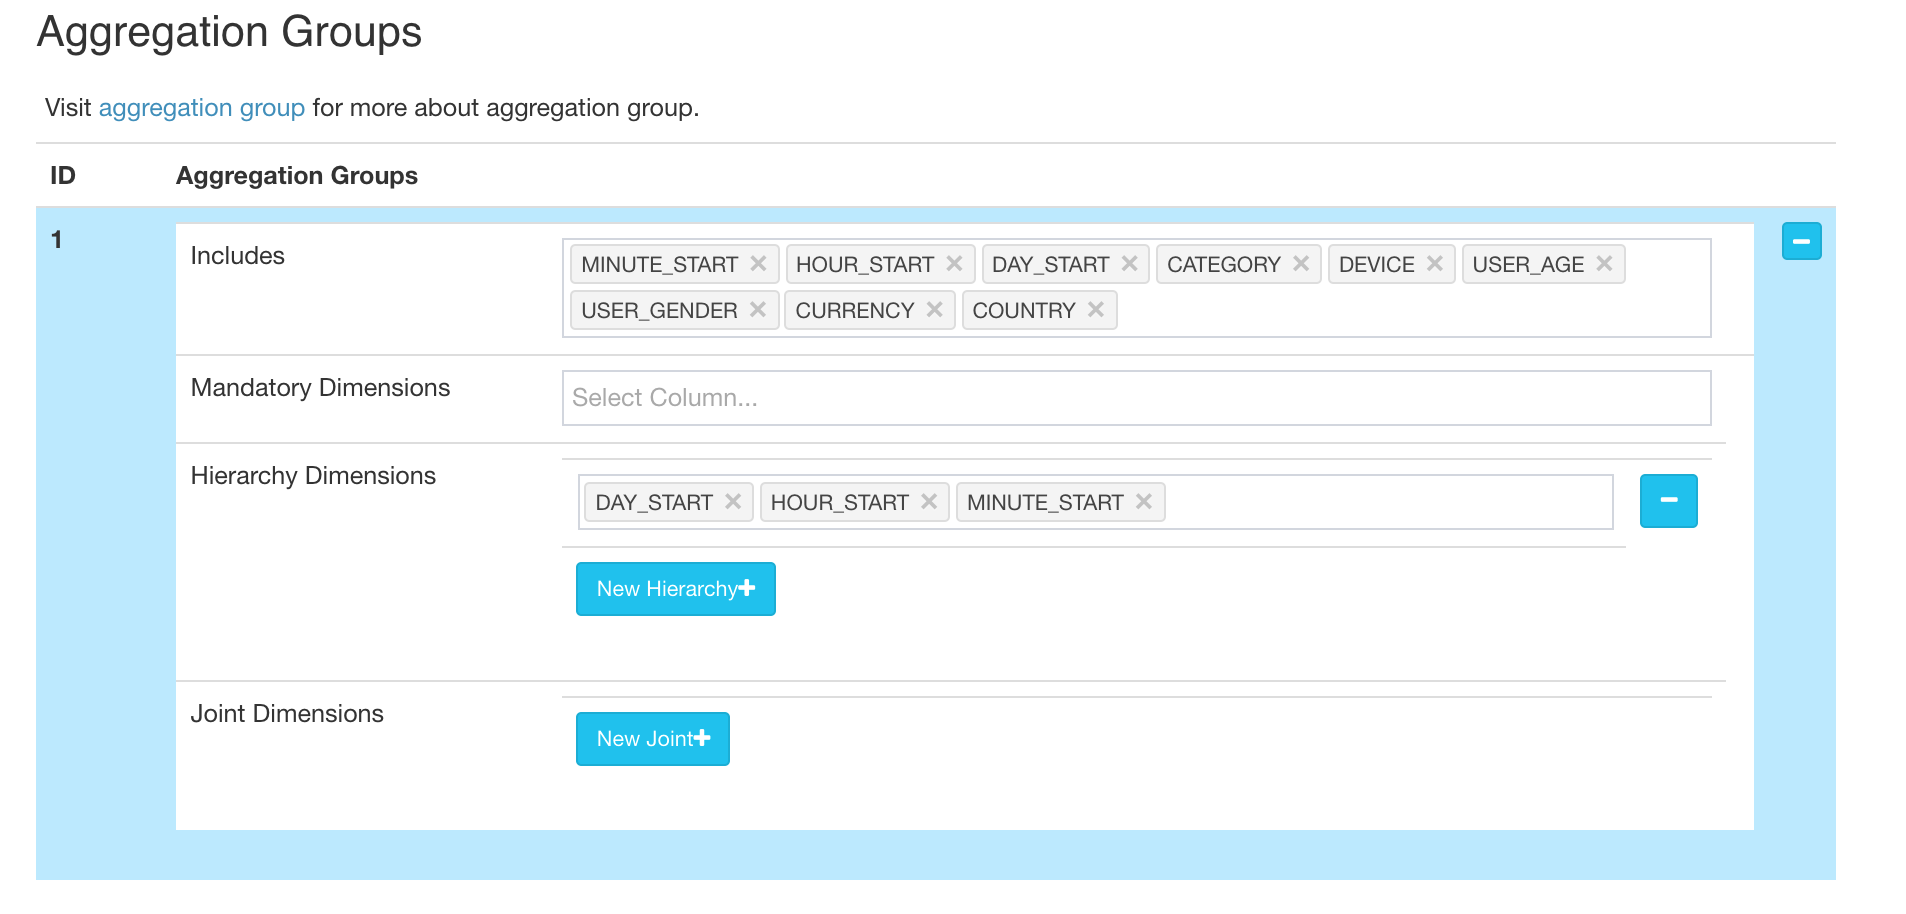 Aggregation Groups
Visit aggregation group for more about aggregation group.
ID Aggregation Groups
1
Includes
MINUTE_START × HOUR_START × DAY_START × CATEGORY × DEVICE × USER_AGE ×
USER_GENDER × CURRENCY × COUNTRY ×
Mandatory Dimensions
Select Column...
Hierarchy Dimensions
DAY_START × HOUR_START × MINUTE_START ×
New Hierarchy+
Joint Dimensions
New Joint+